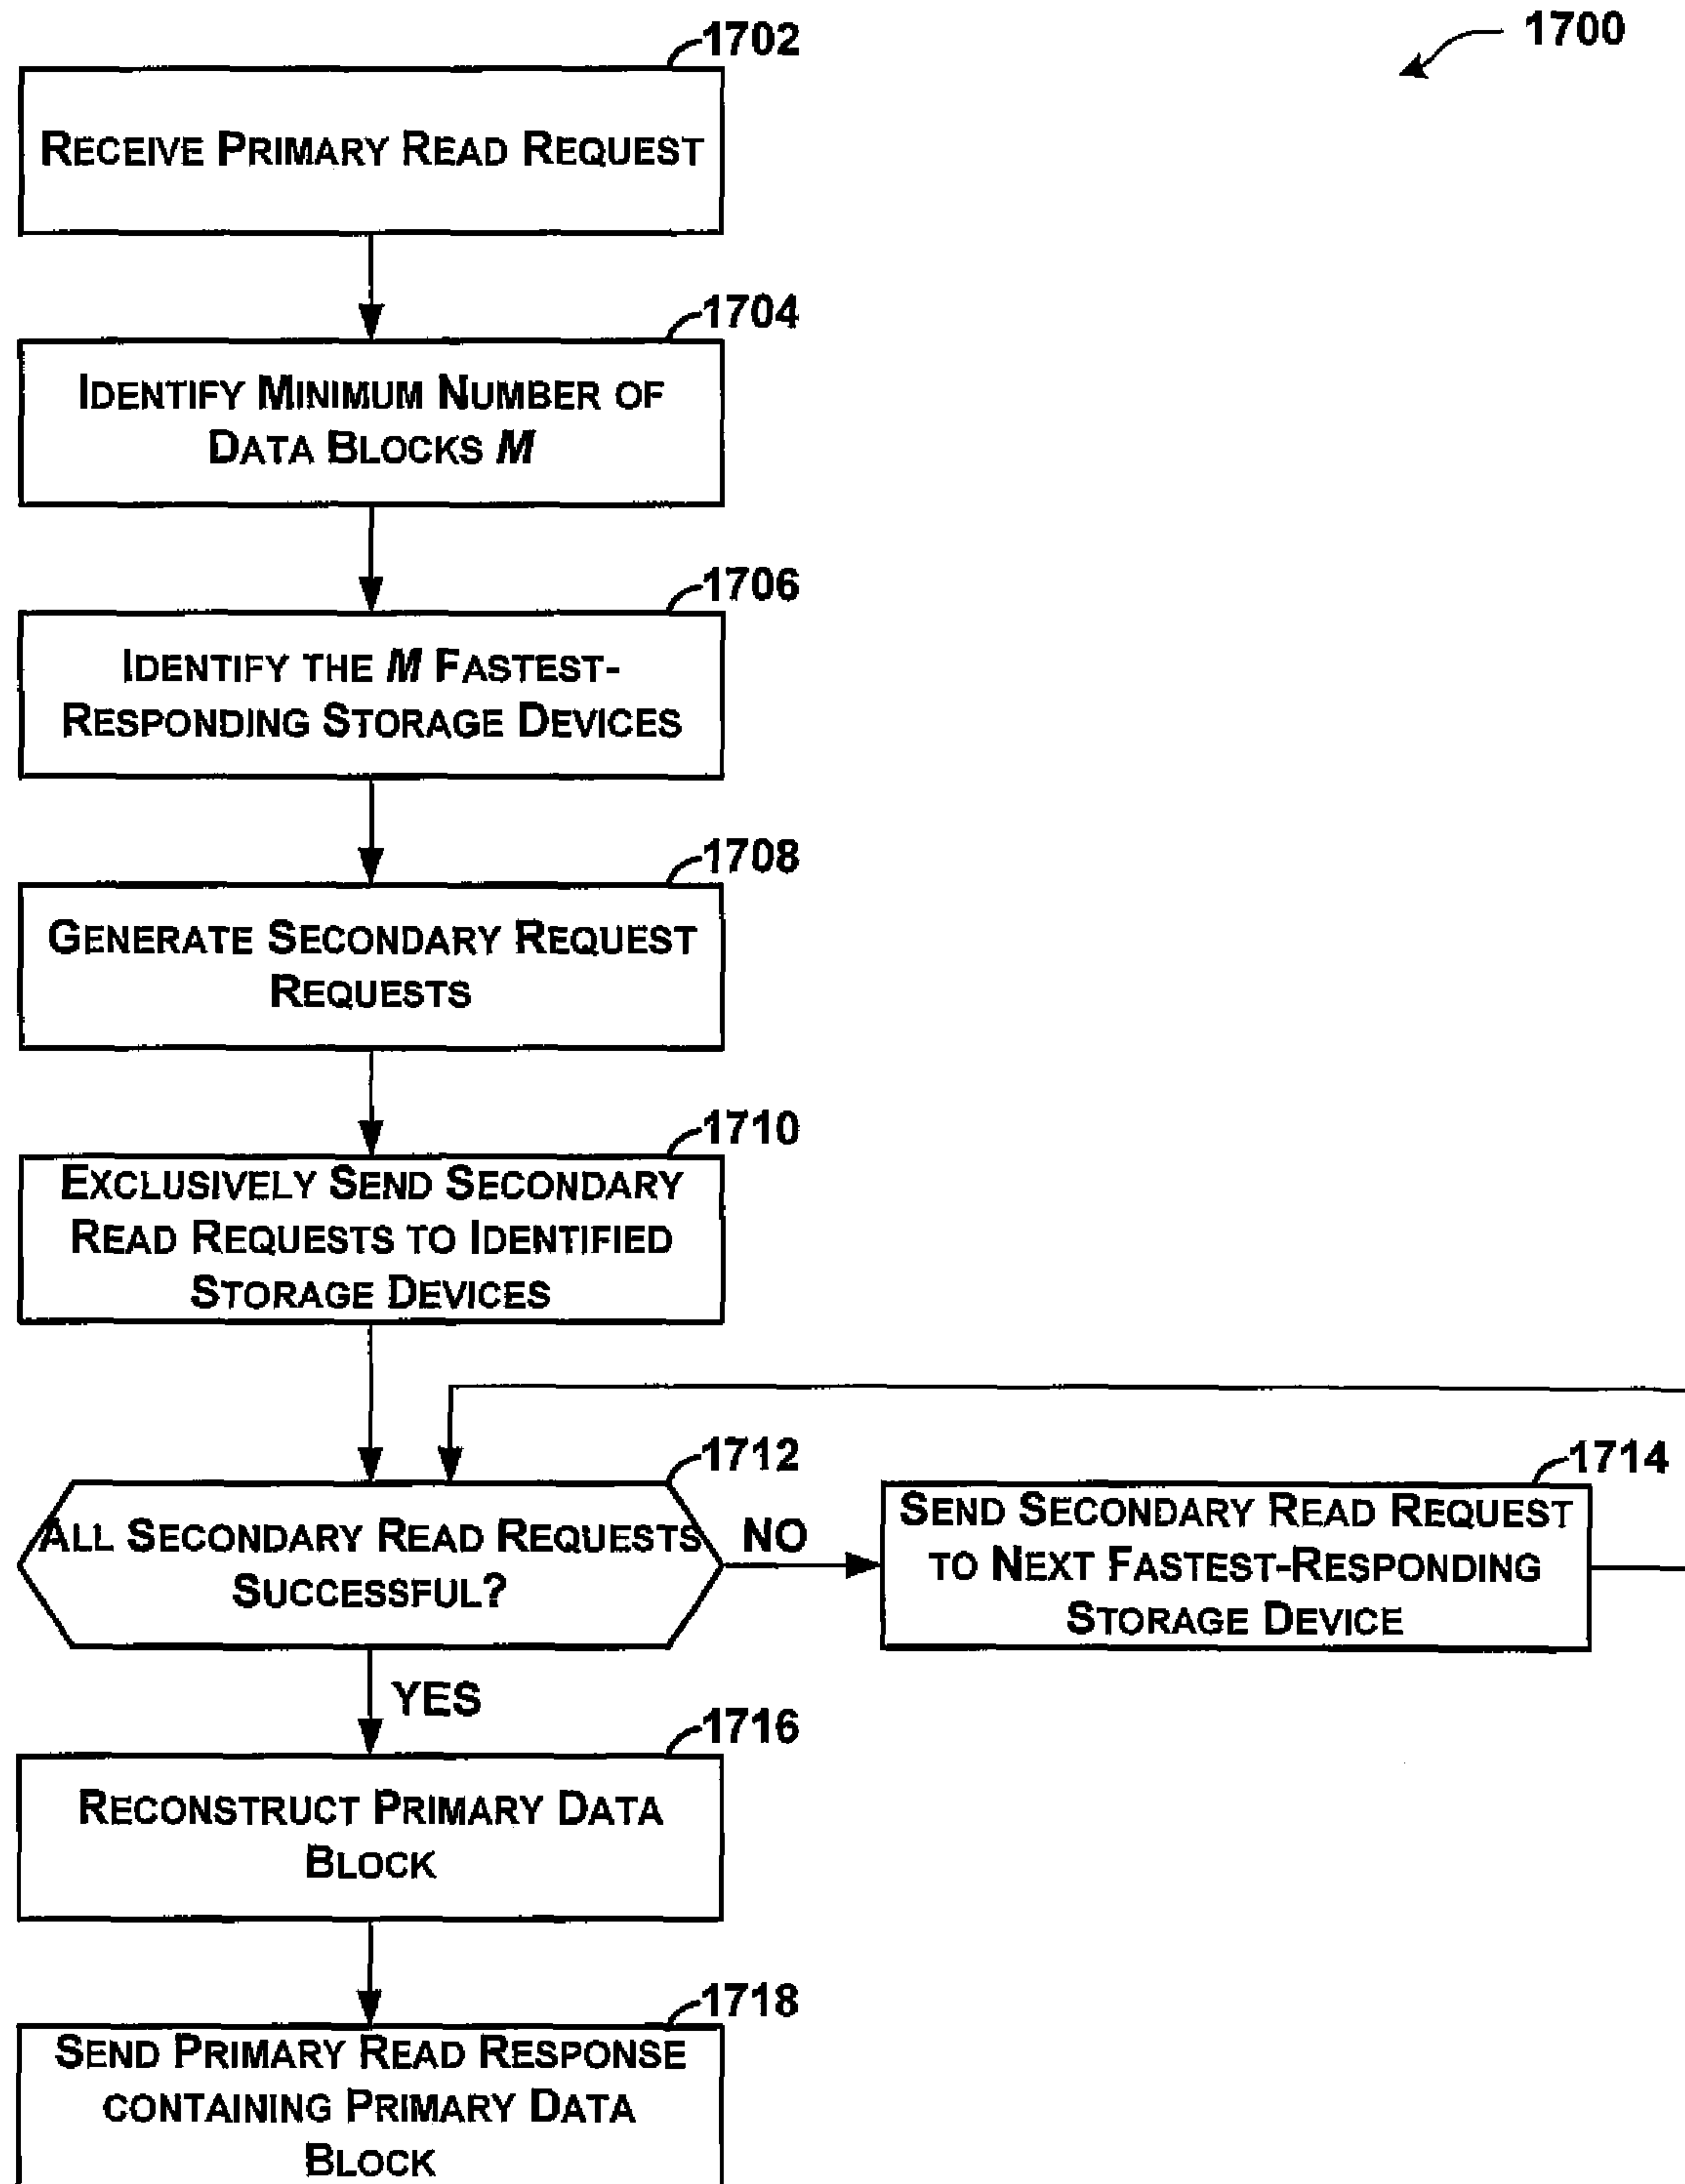 1700
1702
RECEIVE PRIMARY READ REQUEST
1704
IDENTIFY MINIMUM NUMBER OF
DATA BLOCKS M
1706
IDENTIFY THE M FASTEST-
RESPONDING STORAGE DEVICES
1708
GENERATE SECONDARY REQUEST
REQUESTS
1710
EXCLUSIVELY SEND SECONDARY
READ REQUESTS TO IDENTIFIED
STORAGE DEVICES
1712
ALL SECONDARY READ REQUESTS
SUCCESSFUL?
NO
1714
SEND SECONDARY READ REQUEST
TO NEXT FASTEST-RESPONDING
STORAGE DEVICE
YES
1716
RECONSTRUCT PRIMARY DATA
BLOCK
1718
SEND PRIMARY READ RESPONSE
CONTAINING PRIMARY DATA
BLOCK